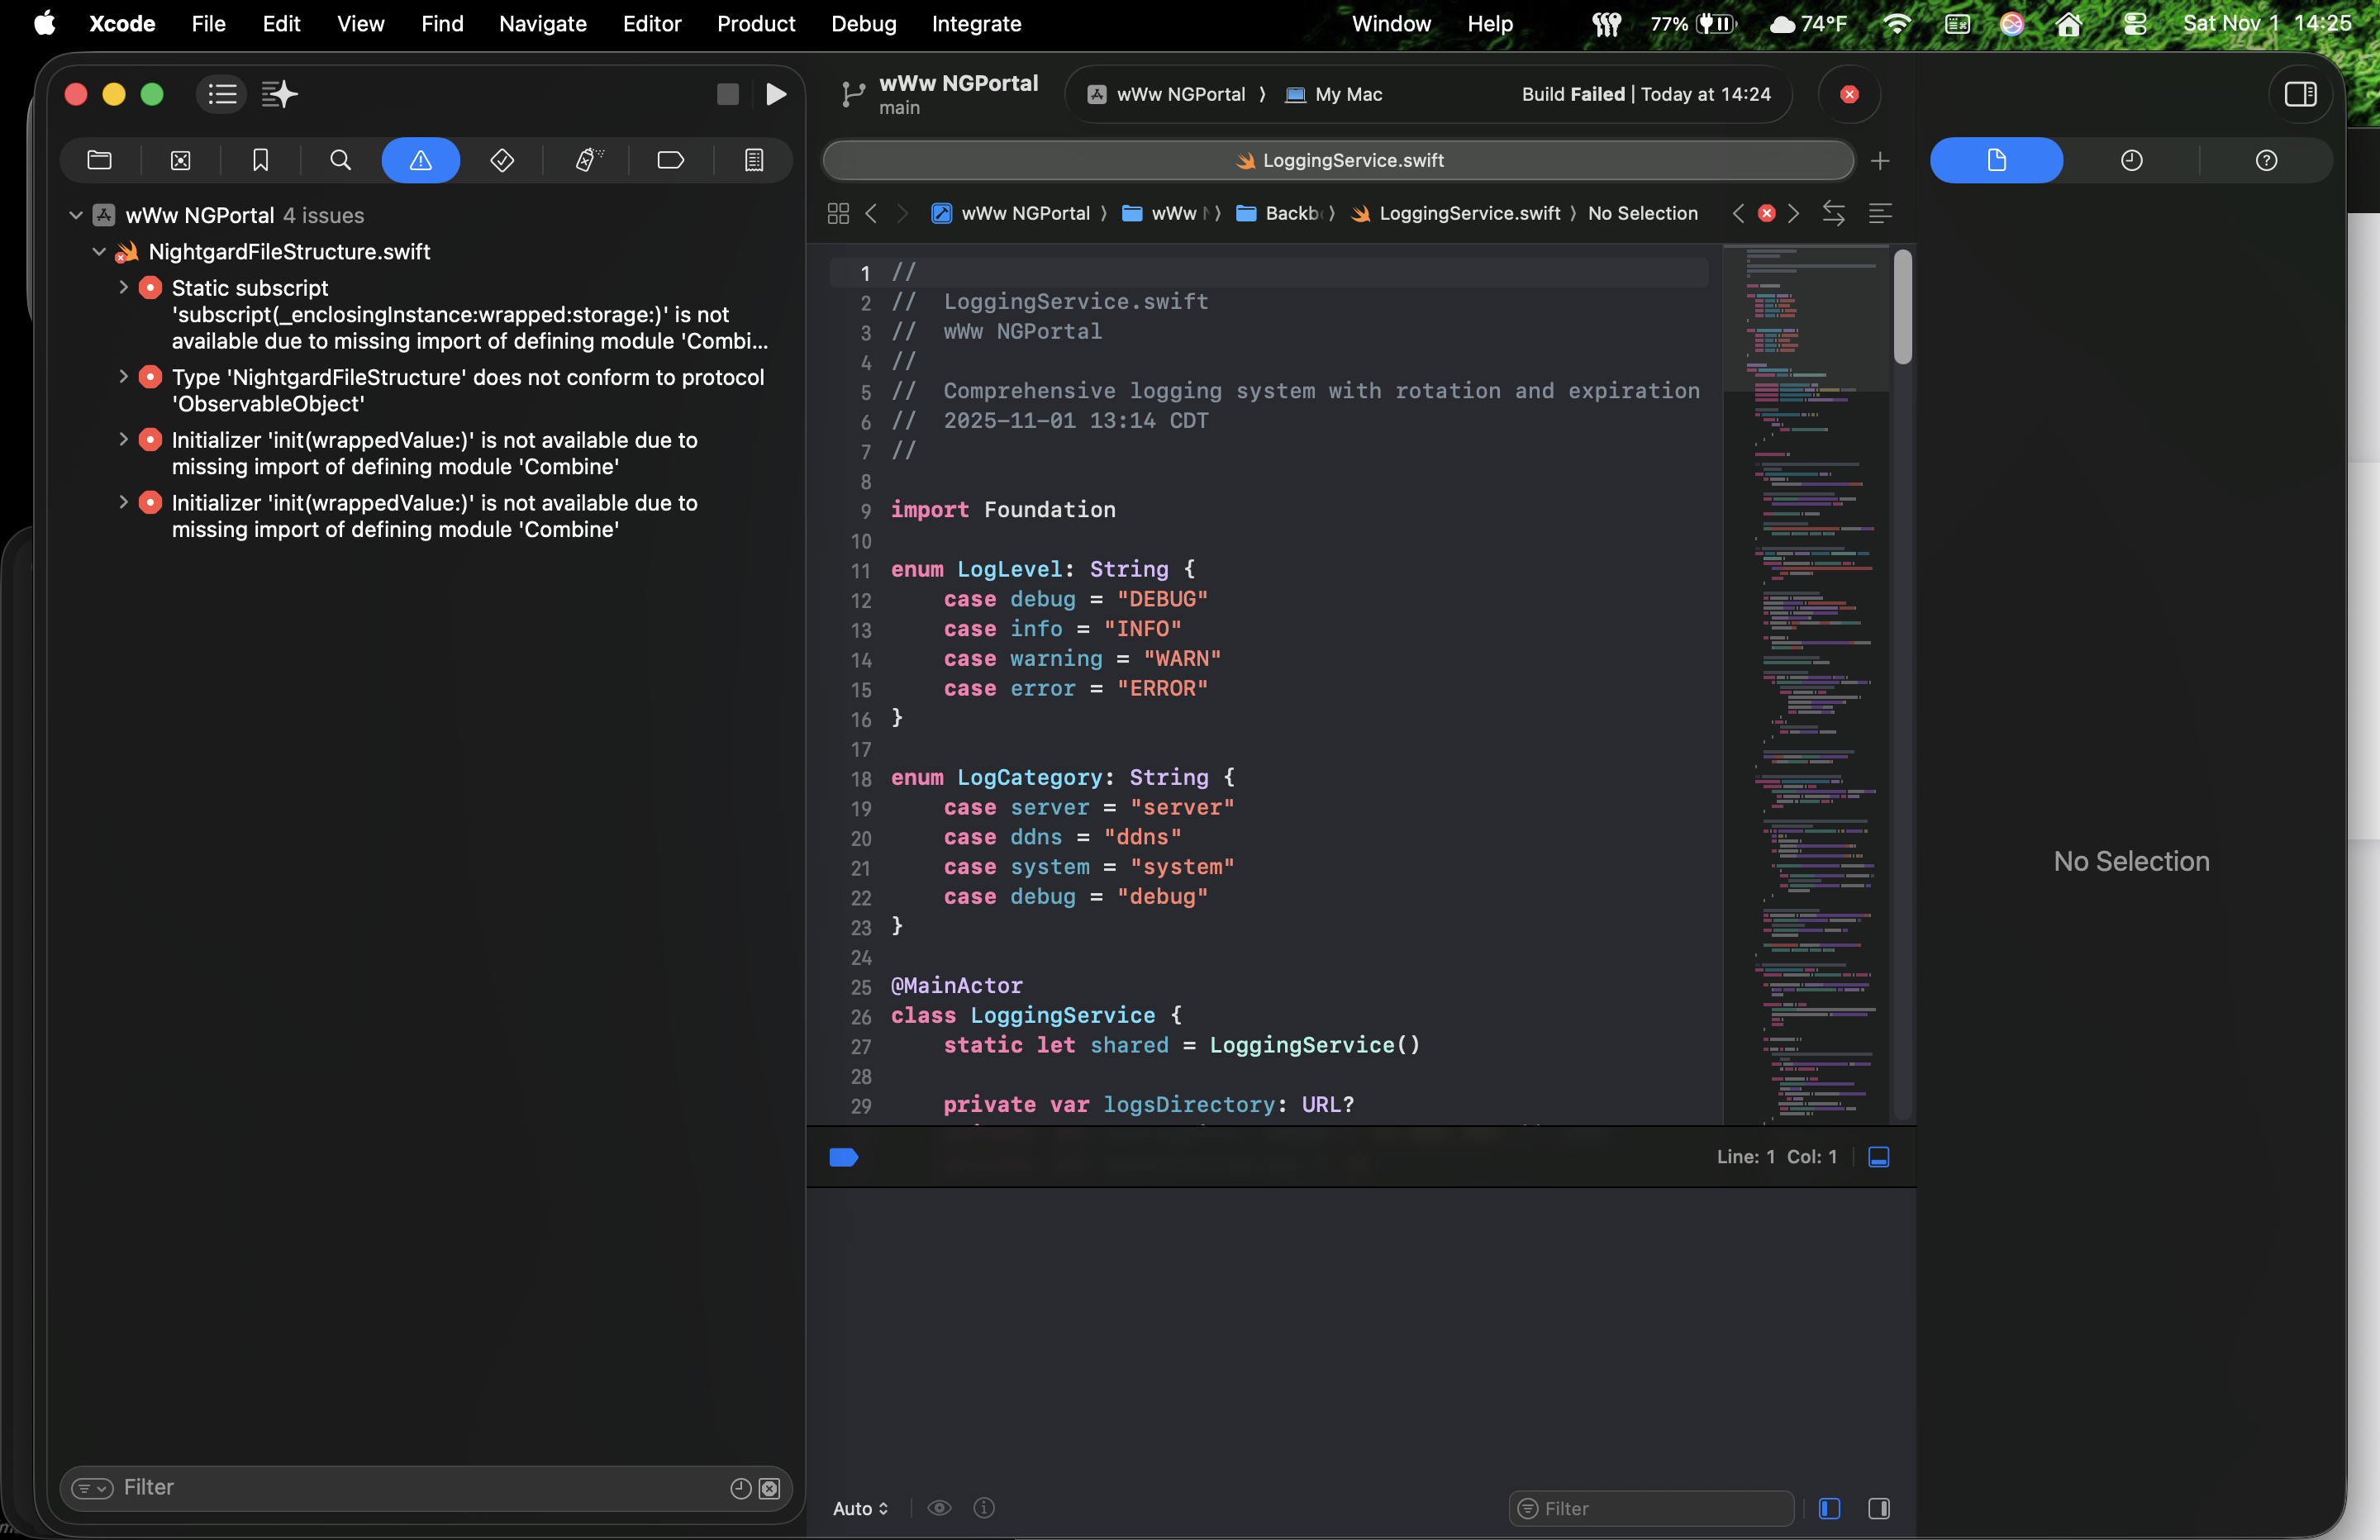 Xcode File Edit View Find Navigate Editor Product Debug Integrate Window Help 77% 74°F Sat Nov 1 14:25
wWw NGPortal
main
wWw NGPortal 〉 My Mac
Build Failed | Today at 14:24
LoggingService.swift
wWw NGPortal 〉 wWw 〉 Backb 〉 LoggingService.swift 〉 No Selection
wWw NGPortal 4 issues
NightgardFileStructure.swift
Static subscript
'subscript(_enclosingInstance:wrapped:storage:)' is not
available due to missing import of defining module 'Combi...
Type 'NightgardFileStructure' does not conform to protocol
'ObservableObject'
Initializer 'init(wrappedValue:)' is not available due to
missing import of defining module 'Combine'
Initializer 'init(wrappedValue:)' is not available due to
missing import of defining module 'Combine'
Filter
1 //
2 //  LoggingService.swift
3 //  wWw NGPortal
4 //
5 //  Comprehensive logging system with rotation and expiration
6 //  2025-11-01 13:14 CDT
7 //
8
9 import Foundation
10
11 enum LogLevel: String {
12     case debug = "DEBUG"
13     case info = "INFO"
14     case warning = "WARN"
15     case error = "ERROR"
16 }
17
18 enum LogCategory: String {
19     case server = "server"
20     case ddns = "ddns"
21     case system = "system"
22     case debug = "debug"
23 }
24
25 @MainActor
26 class LoggingService {
27     static let shared = LoggingService()
28
29     private var logsDirectory: URL?
Line: 1 Col: 1
Auto
Filter
No Selection